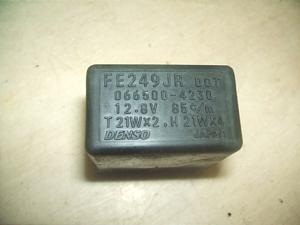 FE249JR
066500-4230
12.8V 85c/m
T 21W×2.H 21W×4
DENSO JAPAN